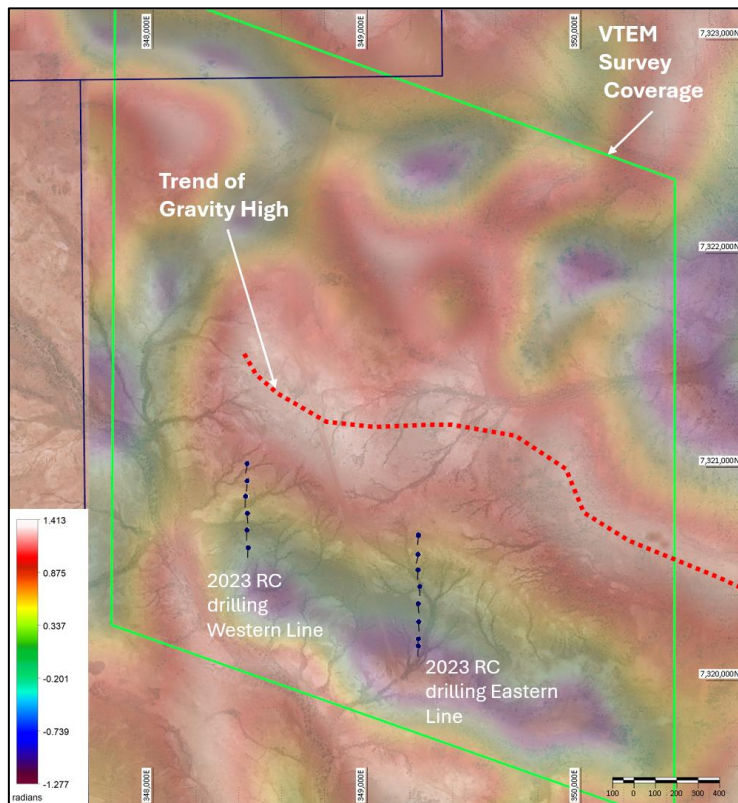 348,000E
349,000E
350,000E
7,323,000N
VTEM
Survey
Coverage
Trend of
Gravity High
7,322,000N
7,321,000N
1.413
0.875
0.337
-0.201
-0.739
-1.277
radians
2023 RC
drilling
Western Line
2023 RC
drilling Eastern
Line
7,320,000N
348,000E
349,000E
350,000E
100 0 100 200 300 400